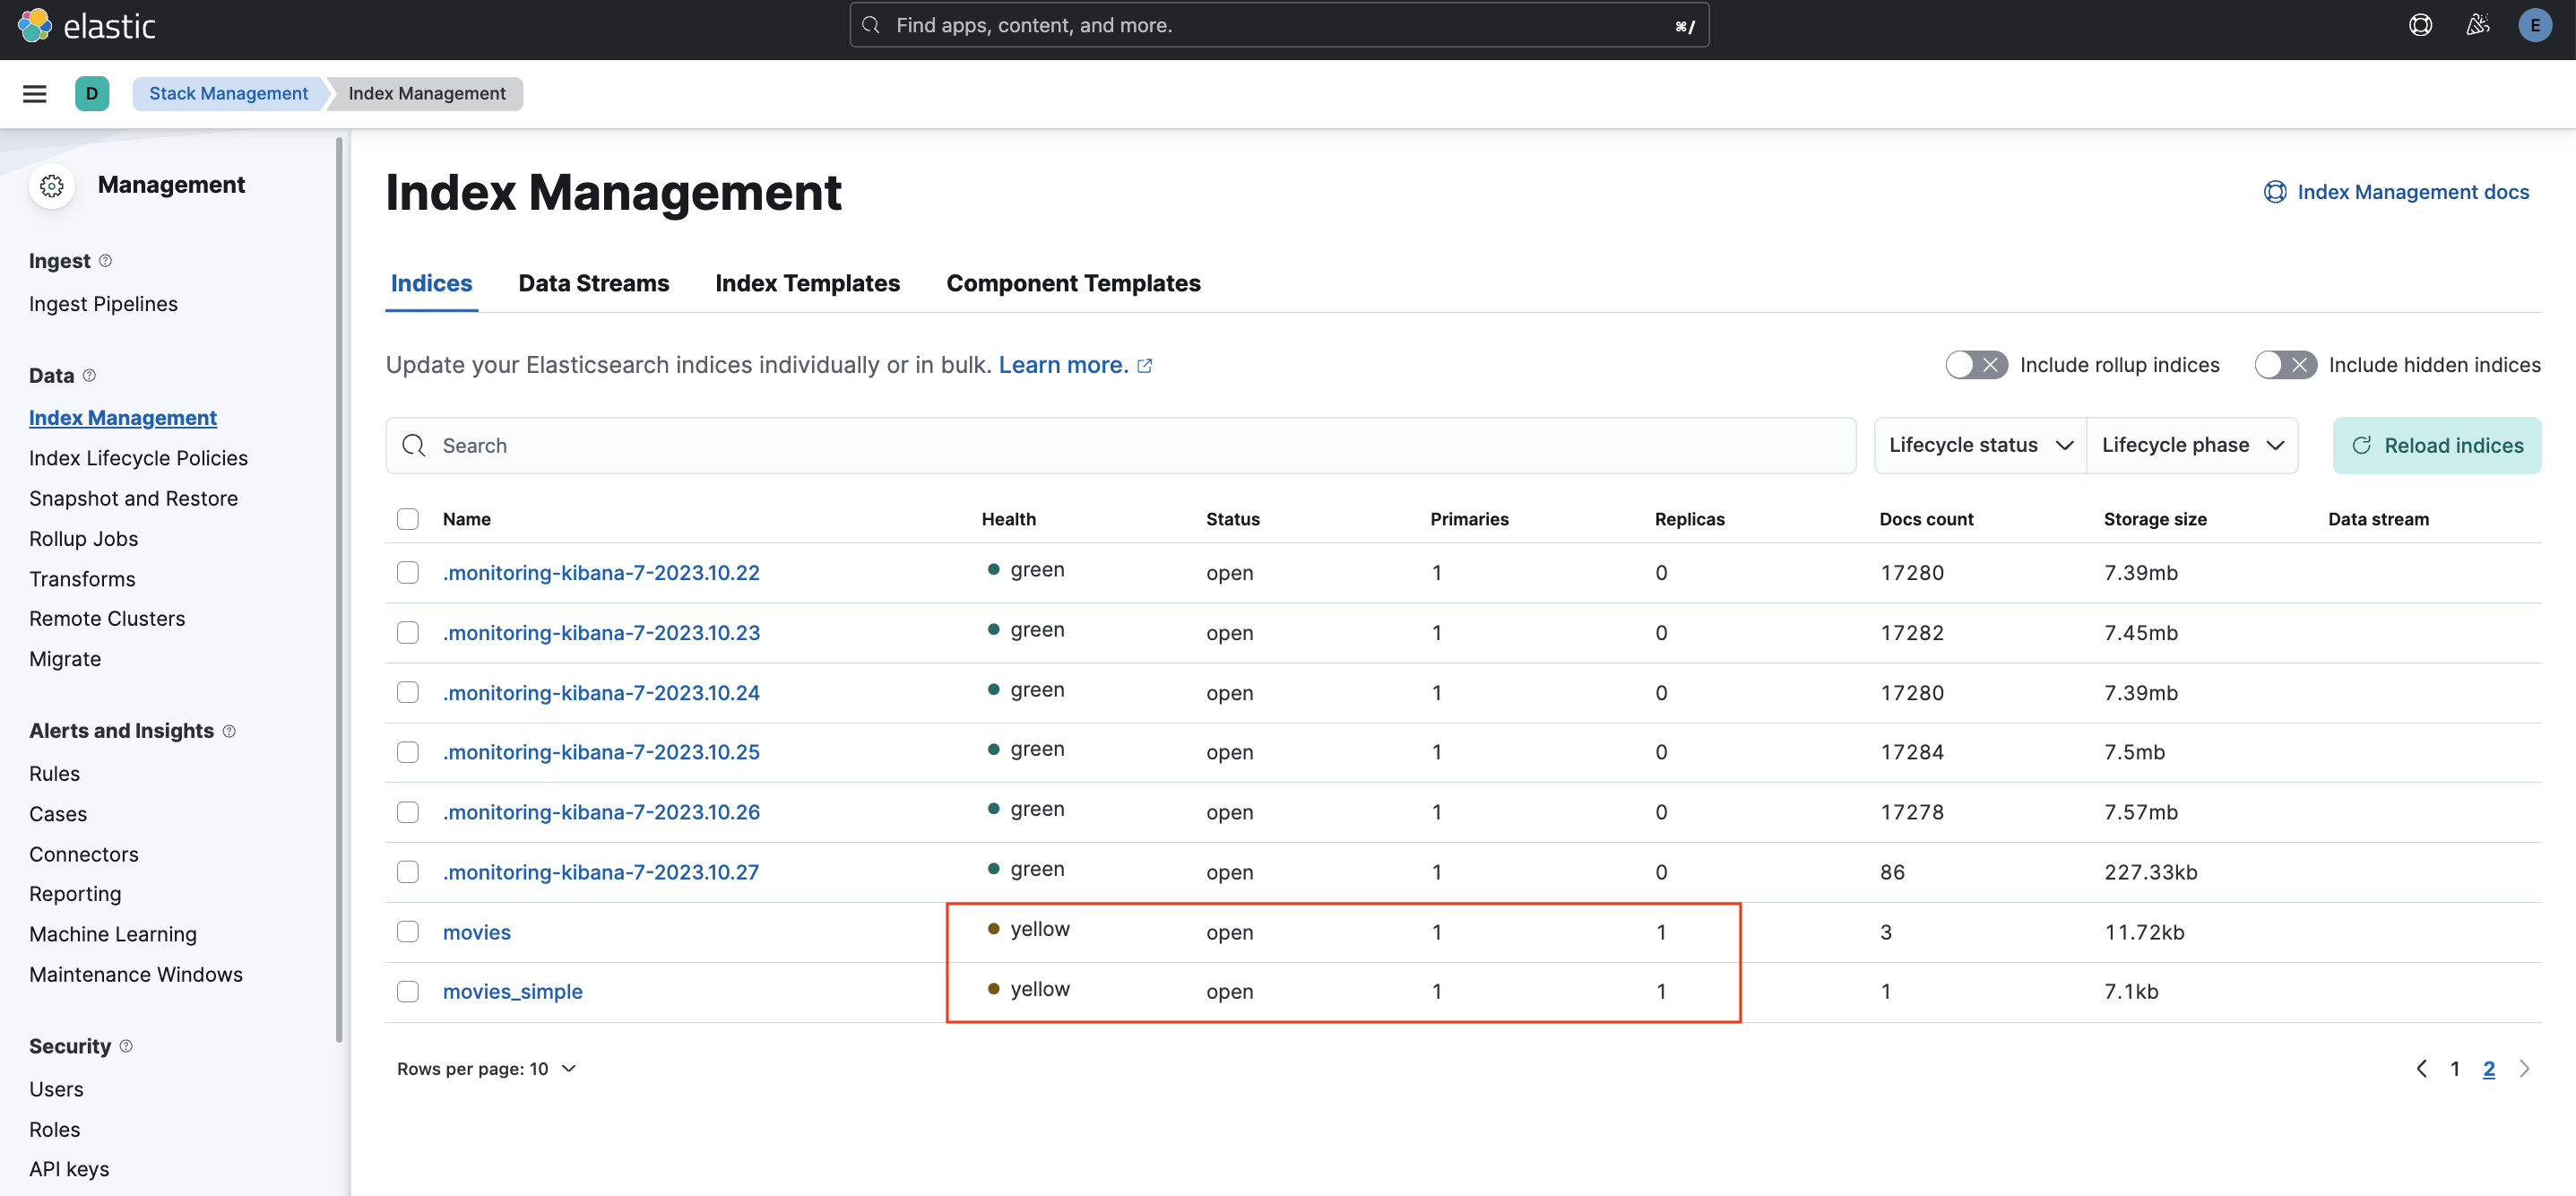 elastic
Find apps, content, and more.
⌘/
E
D
Stack Management
Index Management
Management
Ingest
Ingest Pipelines
Data
Index Management
Index Lifecycle Policies
Snapshot and Restore
Rollup Jobs
Transforms
Remote Clusters
Migrate
Alerts and Insights
Rules
Cases
Connectors
Reporting
Machine Learning
Maintenance Windows
Security
Users
Roles
API keys
Index Management
Index Management docs
Indices Data Streams Index Templates Component Templates
Update your Elasticsearch indices individually or in bulk. Learn more.
Include rollup indices
Include hidden indices
Search
Lifecycle status
Lifecycle phase
Reload indices
Name Health Status Primaries Replicas Docs count Storage size Data stream
.monitoring-kibana-7-2023.10.22 green open 1 0 17280 7.39mb
.monitoring-kibana-7-2023.10.23 green open 1 0 17282 7.45mb
.monitoring-kibana-7-2023.10.24 green open 1 0 17280 7.39mb
.monitoring-kibana-7-2023.10.25 green open 1 0 17284 7.5mb
.monitoring-kibana-7-2023.10.26 green open 1 0 17278 7.57mb
.monitoring-kibana-7-2023.10.27 green open 1 0 86 227.33kb
movies yellow open 1 1 3 11.72kb
movies_simple yellow open 1 1 1 7.1kb
Rows per page: 10
1 2